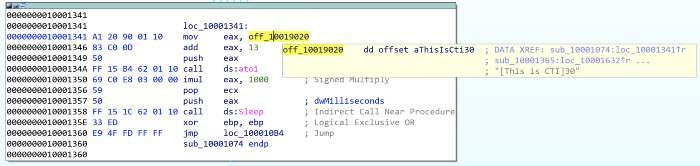 0000000010001341
0000000010001341 loc_10001341:
0000000010001341 A1 20 90 01 10 mov eax, off_10019020
0000000010001346 83 C0 0D add eax, 13
0000000010001349 50 push eax
000000001000134A FF 15 B4 62 01 10 call ds:atoi
0000000010001350 69 C0 E8 03 00 00 imul eax, 1000 ; Signed Multiply
0000000010001356 59 pop ecx
0000000010001357 50 push eax ; dwMilliseconds
0000000010001358 FF 15 1C 62 01 10 call ds:Sleep ; Indirect Call Near Procedure
000000001000135E 33 ED xor ebp, ebp ; Logical Exclusive OR
0000000010001360 E9 4F FD FF FF jmp loc_100010B4 ; Jump
0000000010001360 sub_10001074 endp
0000000010001360
off_10019020 dd offset aThisIsCti30 ; DATA XREF: sub_10001074:loc_10001341↑r
; sub_10001365:loc_10001632↑r ...
; "[This is CTI]30"